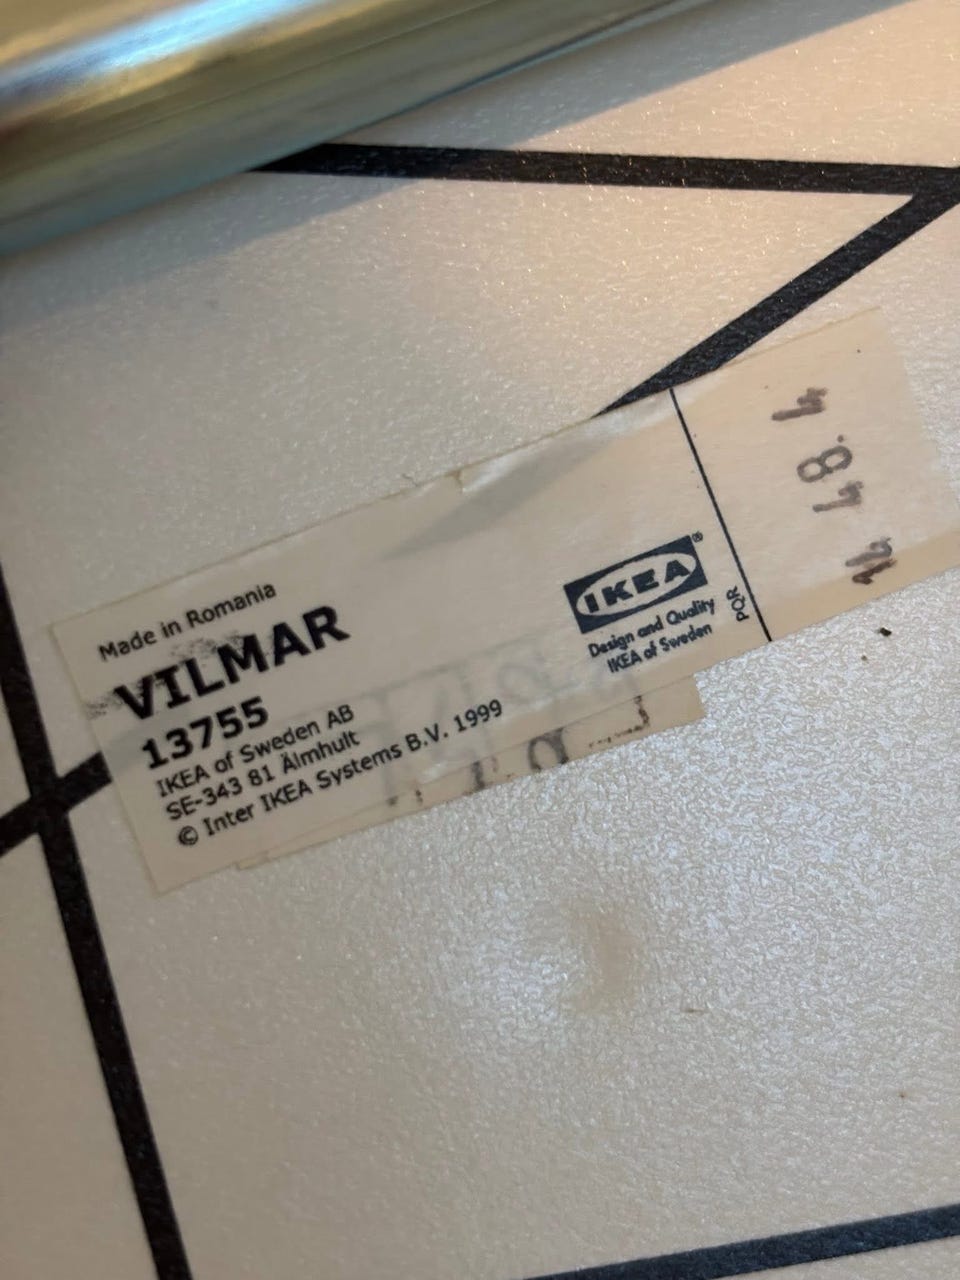 Made in Romania
VILMAR
13755
IKEA of Sweden AB
SE-343 81 Älmhult
© Inter IKEA Systems B.V. 1999
IKEA®
Design and Quality
IKEA of Sweden
PQR